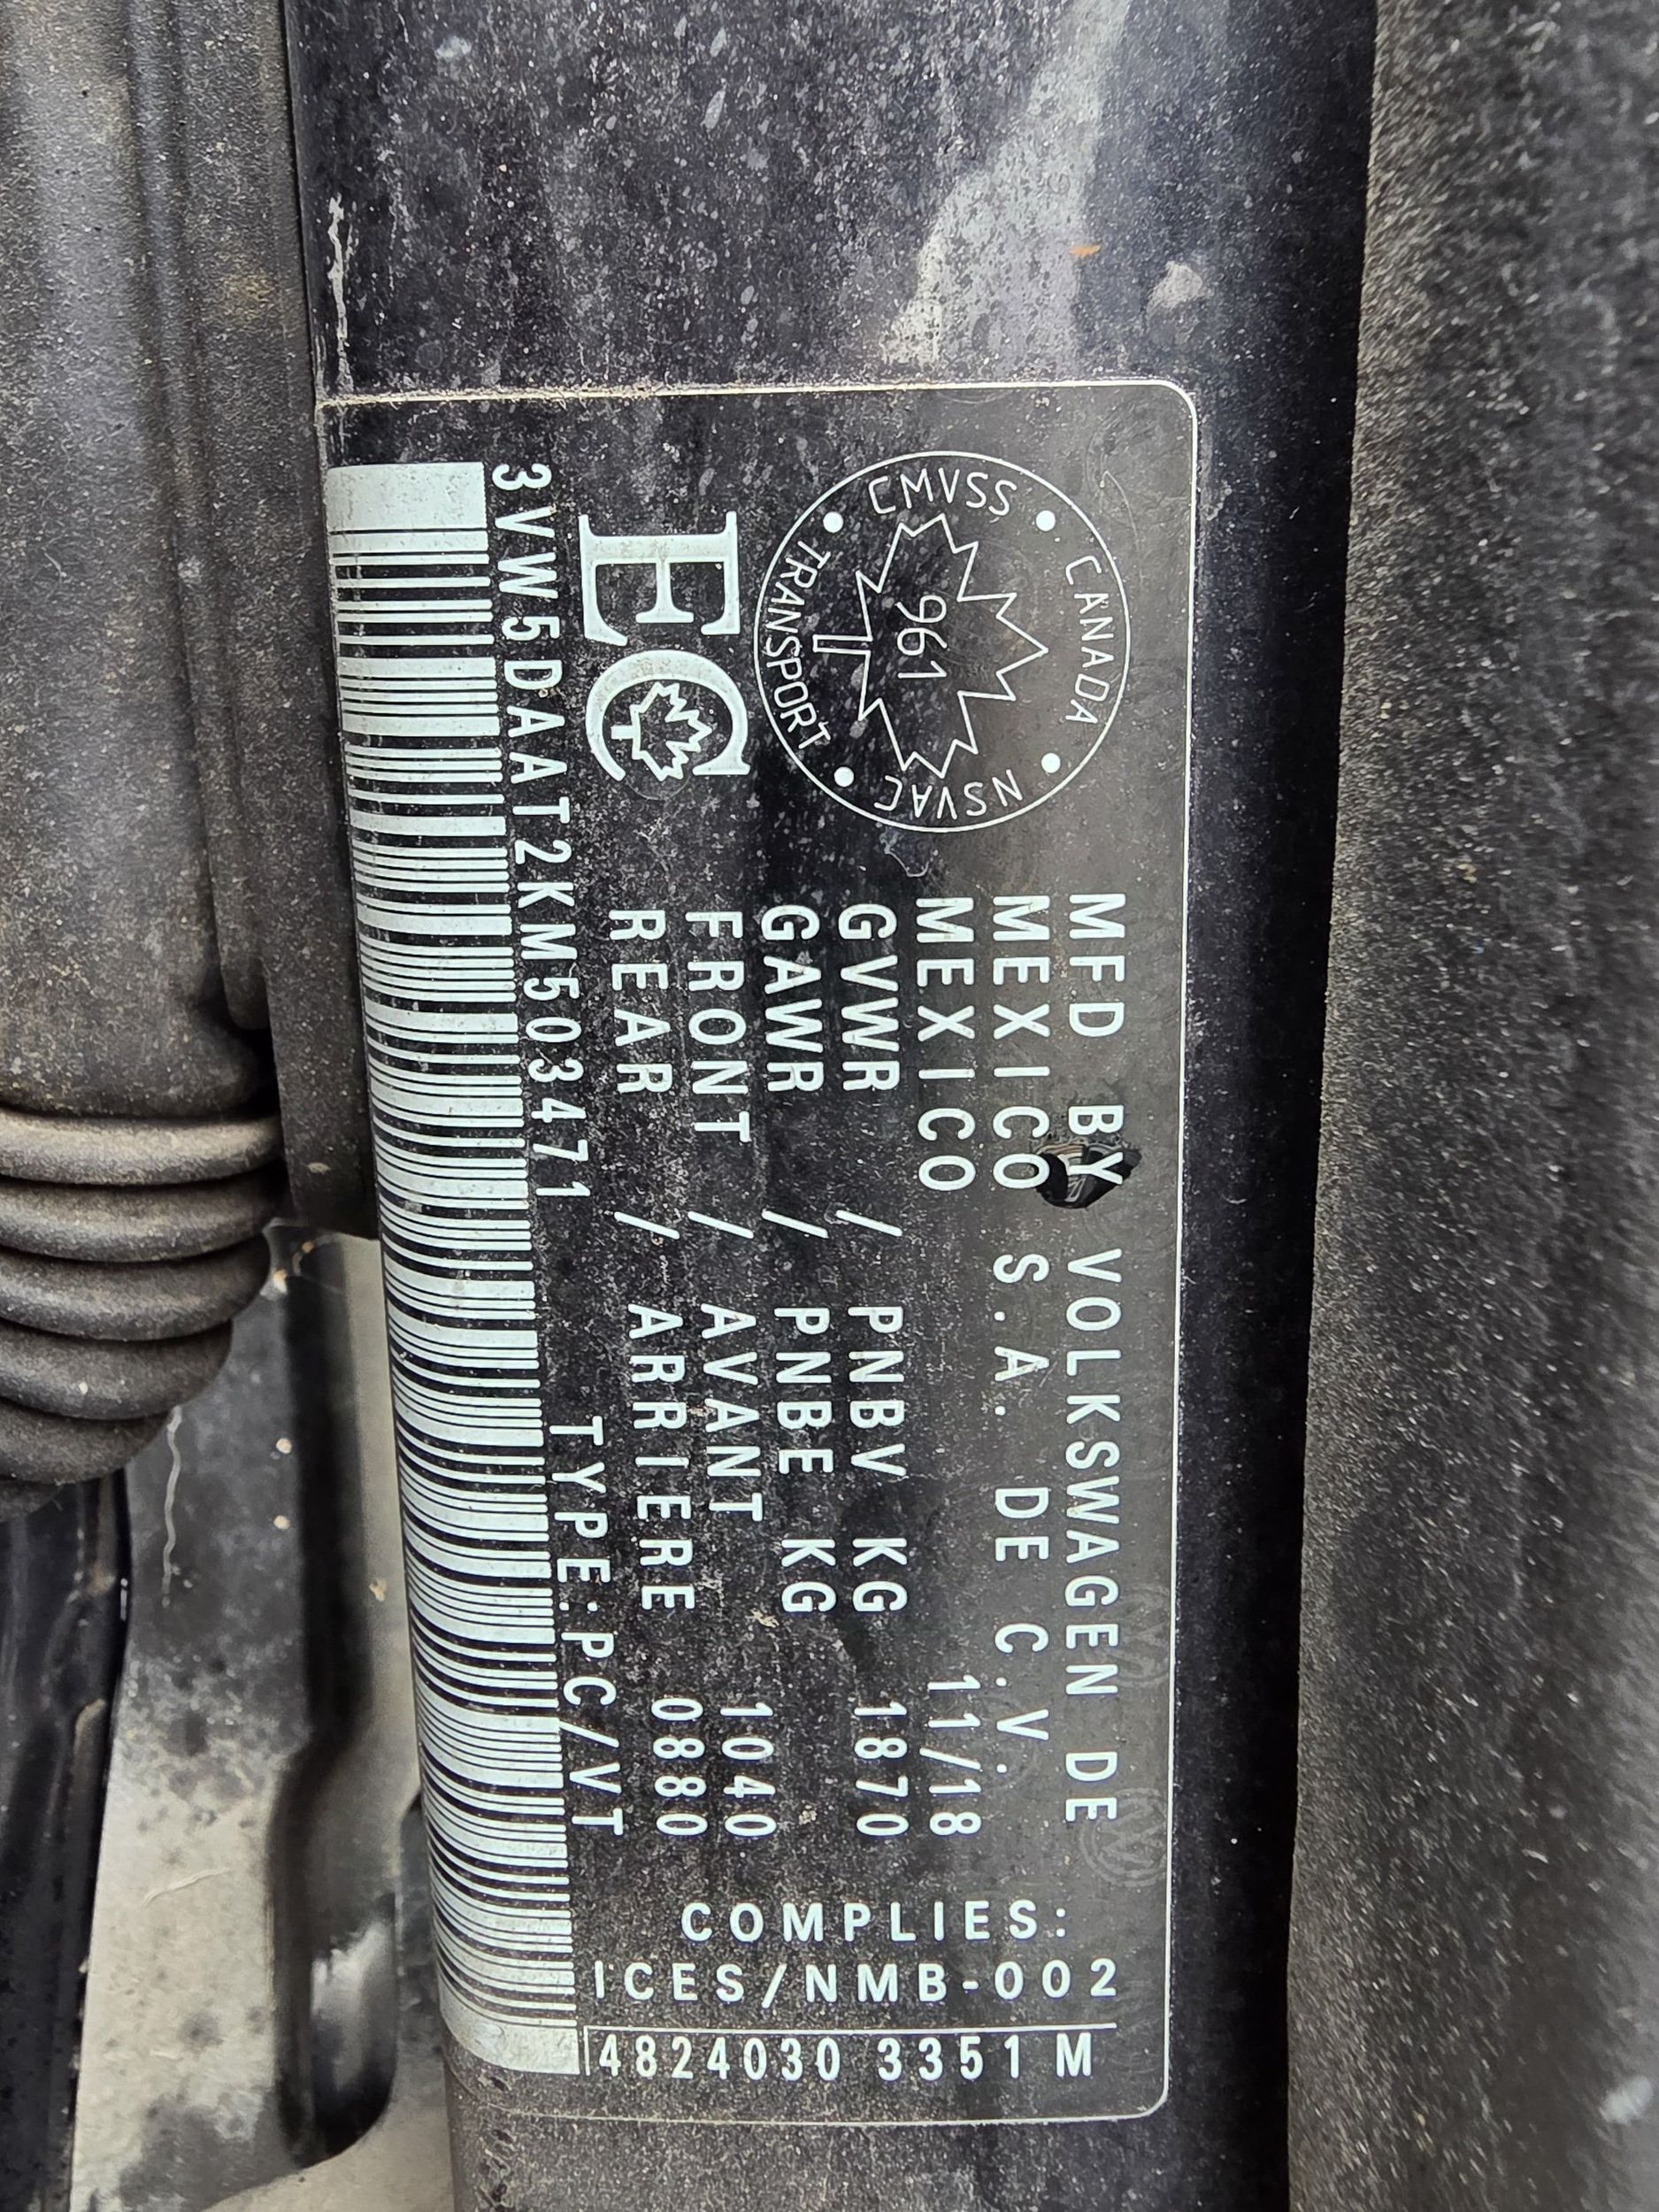 CANADA
CMVSS
NSVAC
TRANSPORT
961
EC
MFD BY VOLKSWAGEN DE
MEXICO S.A. DE C.V.
MEXICO 11/18
GVWR / PNBV KG 1870
GAWR / PNBE KG
FRONT / AVANT 1040
REAR / ARRIERE 0880
3VW5DAAT2KM503471 TYPE:PC/VT
COMPLIES:
ICES/NMB-002
4824030 3351 M